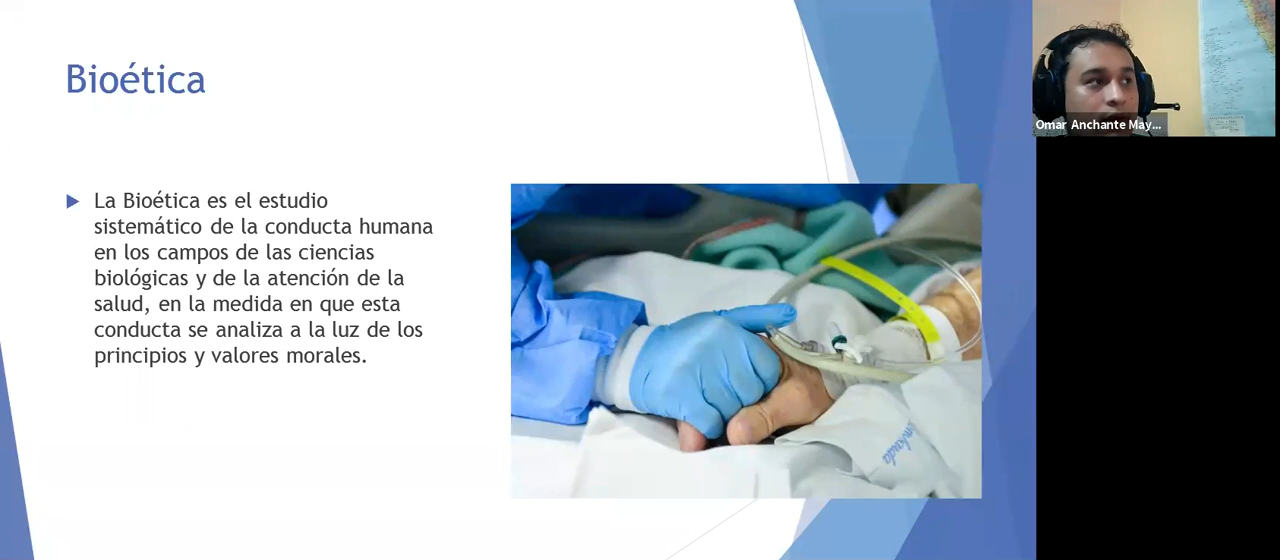 Bioética
La Bioética es el estudio
sistemático de la conducta humana
en los campos de las ciencias
biológicas y de la atención de la
salud, en la medida en que esta
conducta se analiza a la luz de los
principios y valores morales.
Omar Anchante May...